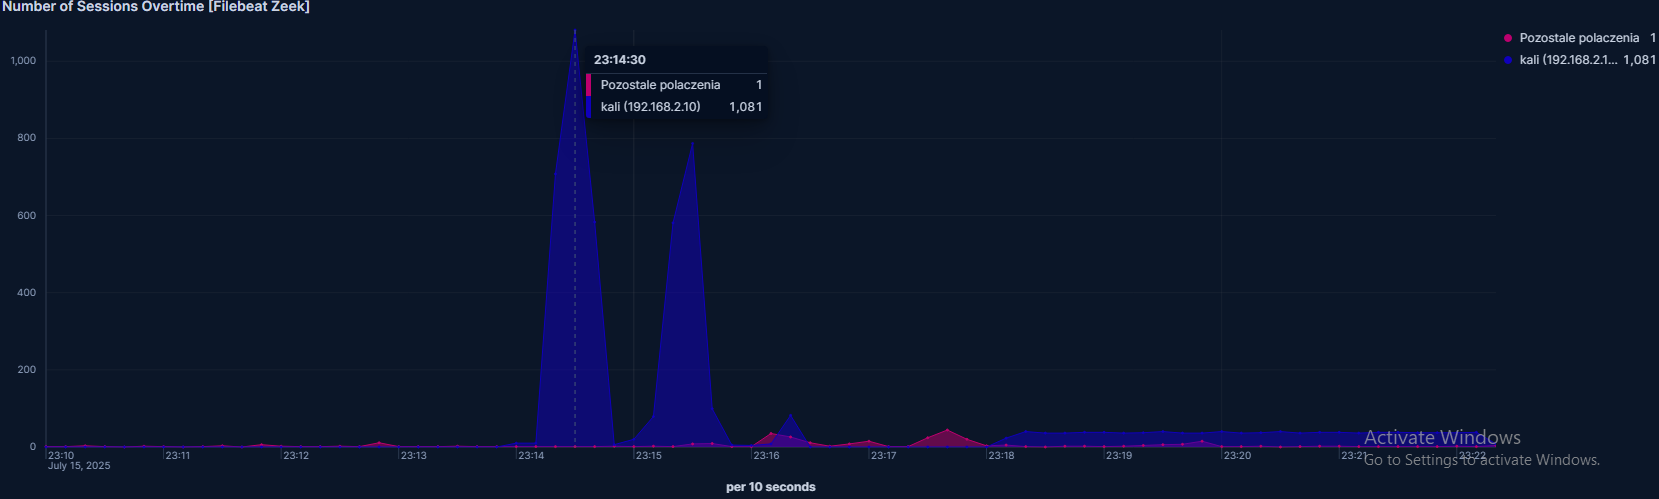 Number of Sessions Overtime [Filebeat Zeek]
1,000
800
600
400
200
0
23:14:30
Pozostale polaczenia 1
kali (192.168.2.10) 1,081
Pozostale polaczenia 1
kali (192.168.2.1... 1,081
23:10 23:11 23:12 23:13 23:14 23:15 23:16 23:17 23:18 23:19 23:20 23:21 23:22
July 15, 2025
per 10 seconds
Activate Windows
Go to Settings to activate Windows.